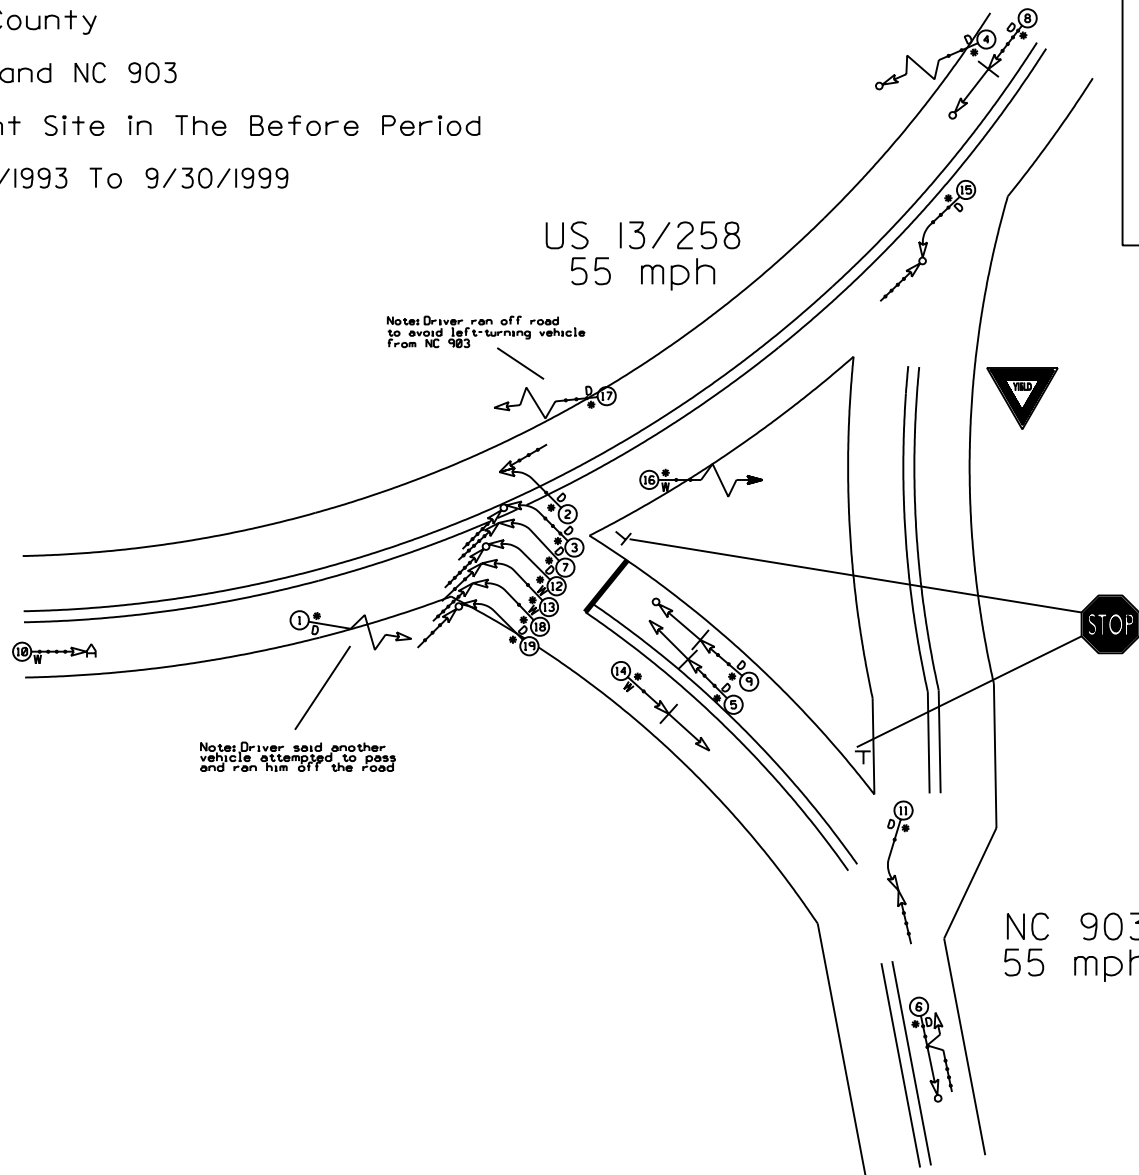 County
and NC 903
nt Site in The Before Period
/1993 To 9/30/1999
US 13/258
55 mph
Note: Driver ran off road
to avoid left-turning vehicle
from NC 903
4
8
D
D
15
D
YIELD
D
17
16
W
D
2
D
3
D
7
D
12
W
13
W
18
D
19
1
D
10
W
A
STOP
14
W
D
9
D
5
Note: Driver said another
vehicle attempted to pass
and ran him off the road
11
D
NC 903
55 mph
6
D